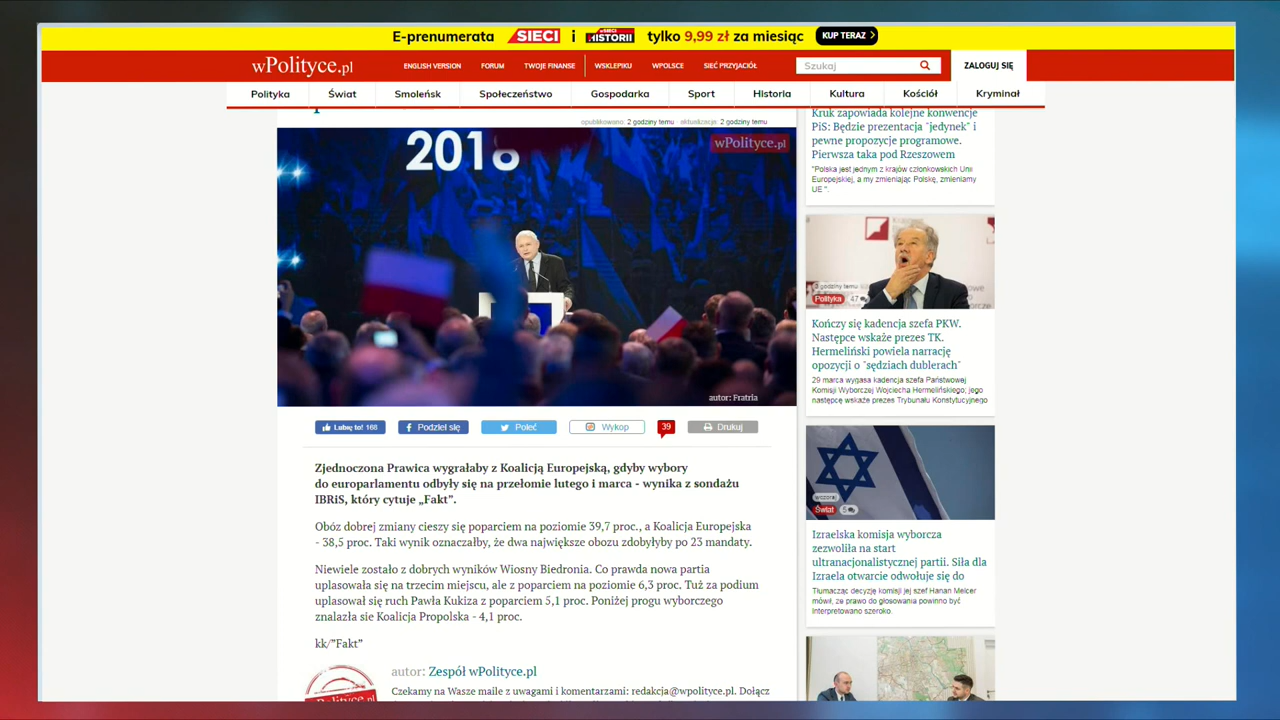 E-prenumerata SIECI i wSIECI HISTORII tylko 9,99 zł za miesiąc KUP TERAZ
wPolityce.pl ENGLISH VERSION FORUM TWOJE FINANSE WSKLEPIKU WPOLSCE SIEĆ PRZYJACIÓŁ Szukaj ZALOGUJ SIĘ
Polityka Świat Smoleńsk Społeczeństwo Gospodarka Sport Historia Kultura Kościół Kryminał
opublikowano: 2 godziny temu · aktualizacja: 2 godziny temu
2018
wPolityce.pl
autor: Fratria
Lubię to! 168 Podziel się Poleć Wykop 39 Drukuj
Zjednoczona Prawica wygrałaby z Koalicją Europejską, gdyby wybory
do europarlamentu odbyły się na przełomie lutego i marca - wynika z sondażu
IBRiS, który cytuje „Fakt”.
Obóz dobrej zmiany cieszy się poparciem na poziomie 39,7 proc., a Koalicja Europejska
- 38,5 proc. Taki wynik oznaczałby, że dwa największe obozu zdobyłyby po 23 mandaty.
Niewiele zostało z dobrych wyników Wiosny Biedronia. Co prawda nowa partia
uplasowała się na trzecim miejscu, ale z poparciem na poziomie 6,3 proc. Tuż za podium
uplasował się ruch Pawła Kukiza z poparciem 5,1 proc. Poniżej progu wyborczego
znalazła sie Koalicja Propolska - 4,1 proc.
kk/”Fakt”
wPolityce.pl
autor: Zespół wPolityce.pl
Czekamy na Wasze maile z uwagami i komentarzami: redakcja@wpolityce.pl. Dołącz
Kruk zapowiada kolejne konwencje
PiS: Będzie prezentacja "jedynek" i
pewne propozycje programowe.
Pierwsza taka pod Rzeszowem
"Polska jest jednym z krajów członkowskich Unii
Europejskiej, a my zmieniając Polskę, zmieniamy
UE ".
3 godziny temu
Polityka 47
Kończy się kadencja szefa PKW.
Następce wskaże prezes TK.
Hermeliński powiela narrację
opozycji o "sędziach dublerach"
29 marca wygasa kadencja szefa Państwowej
Komisji Wyborczej Wojciecha Hermelińskiego; jego
następcę wskaże prezes Trybunału Konstytucyjnego
wczoraj
Świat 5
Izraelska komisja wyborcza
zezwoliła na start
ultranacjonalistycznej partii. Siła dla
Izraela otwarcie odwołuje się do
Tłumacząc decyzję komisji jej szef Hanan Melcer
mówił, że prawo do głosowania powinno być
interpretowano szeroko.